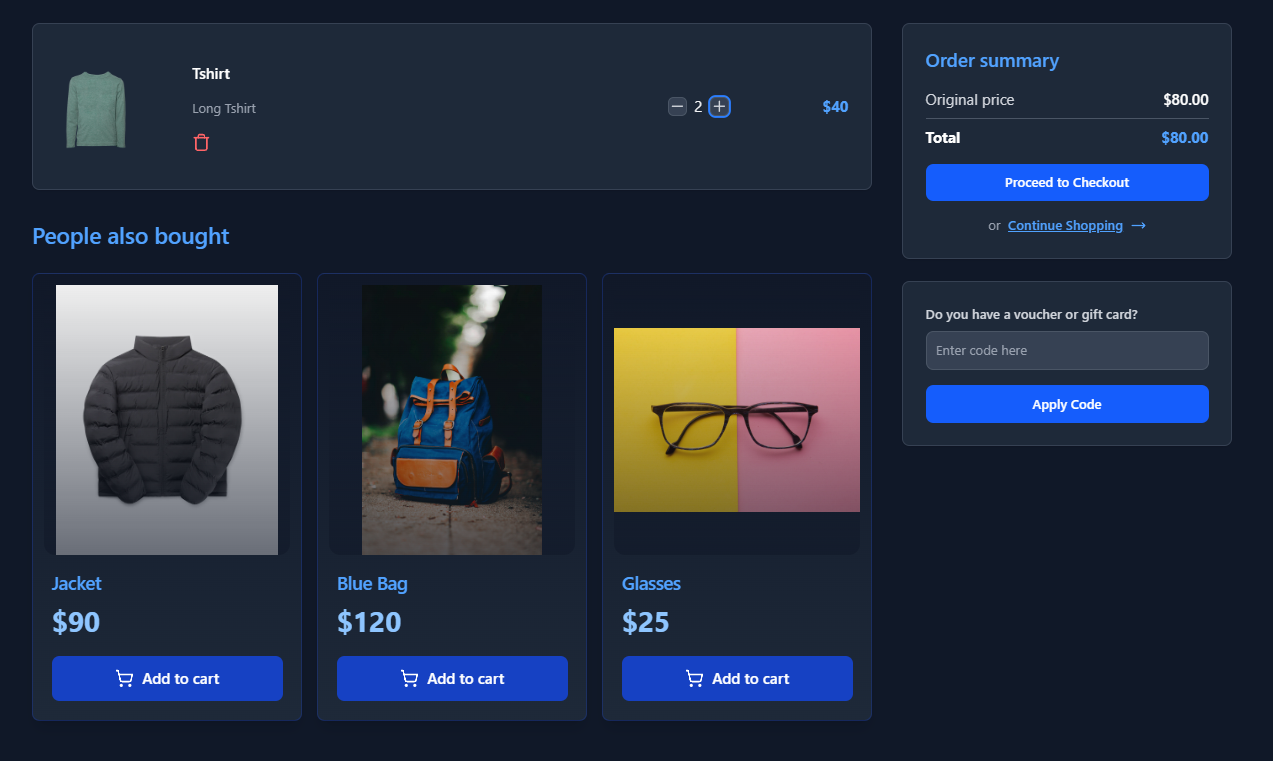 Tshirt
Long Tshirt
2
$40
Order summary
Original price $80.00
Total $80.00
Proceed to Checkout
or Continue Shopping →
Do you have a voucher or gift card?
Enter code here
Apply Code
People also bought
Jacket
$90
Add to cart
Blue Bag
$120
Add to cart
Glasses
$25
Add to cart